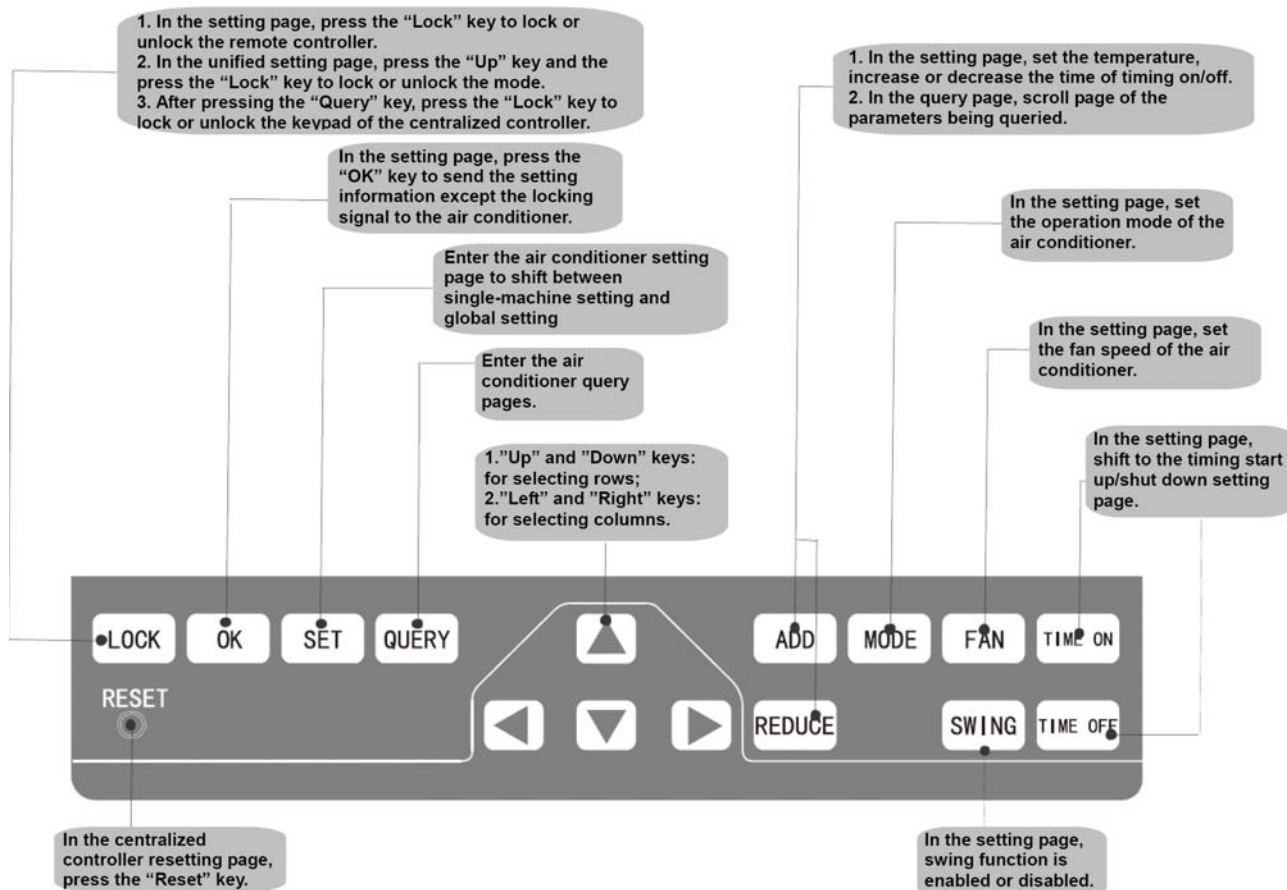 1. In the setting page, press the “Lock” key to lock or
unlock the remote controller.
2. In the unified setting page, press the “Up” key and the
press the “Lock” key to lock or unlock the mode.
3. After pressing the “Query” key, press the “Lock” key to
lock or unlock the keypad of the centralized controller.
1. In the setting page, set the temperature,
increase or decrease the time of timing on/off.
2. In the query page, scroll page of the
parameters being queried.
In the setting page, press the
“OK” key to send the setting
information except the locking
signal to the air conditioner.
In the setting page, set
the operation mode of the
air conditioner.
Enter the air conditioner setting
page to shift between
single-machine setting and
global setting
In the setting page, set
the fan speed of the air
conditioner.
Enter the air
conditioner query
pages.
In the setting page,
shift to the timing start
up/shut down setting
page.
1.”Up” and ”Down” keys:
for selecting rows;
2.”Left” and ”Right” keys:
for selecting columns.
LOCK
OK
SET
QUERY
ADD
MODE
FAN
TIME ON
RESET
REDUCE
SWING
TIME OFF
In the centralized
controller resetting page,
press the “Reset” key.
In the setting page,
swing function is
enabled or disabled.